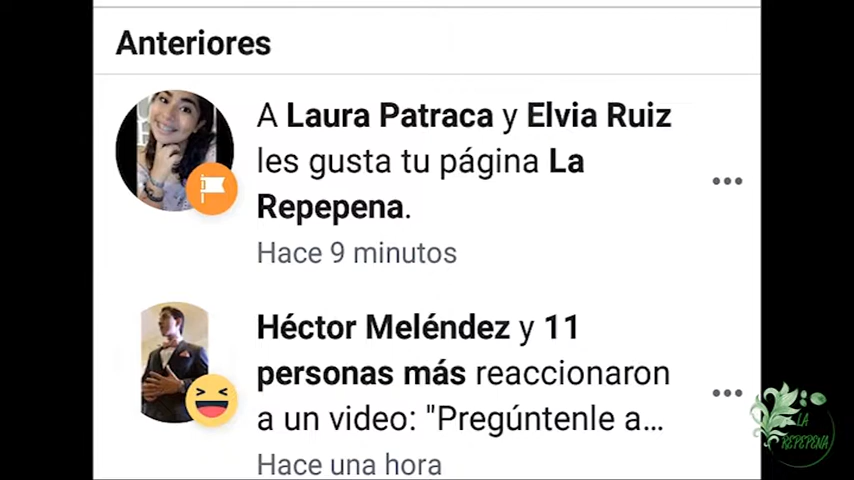 Anteriores
A Laura Patraca y Elvia Ruiz
les gusta tu página La
Repepena.
Hace 9 minutos
Héctor Meléndez y 11
personas más reaccionaron
a un video: "Pregúntenle a...
Hace una hora
LA
REPEPENA